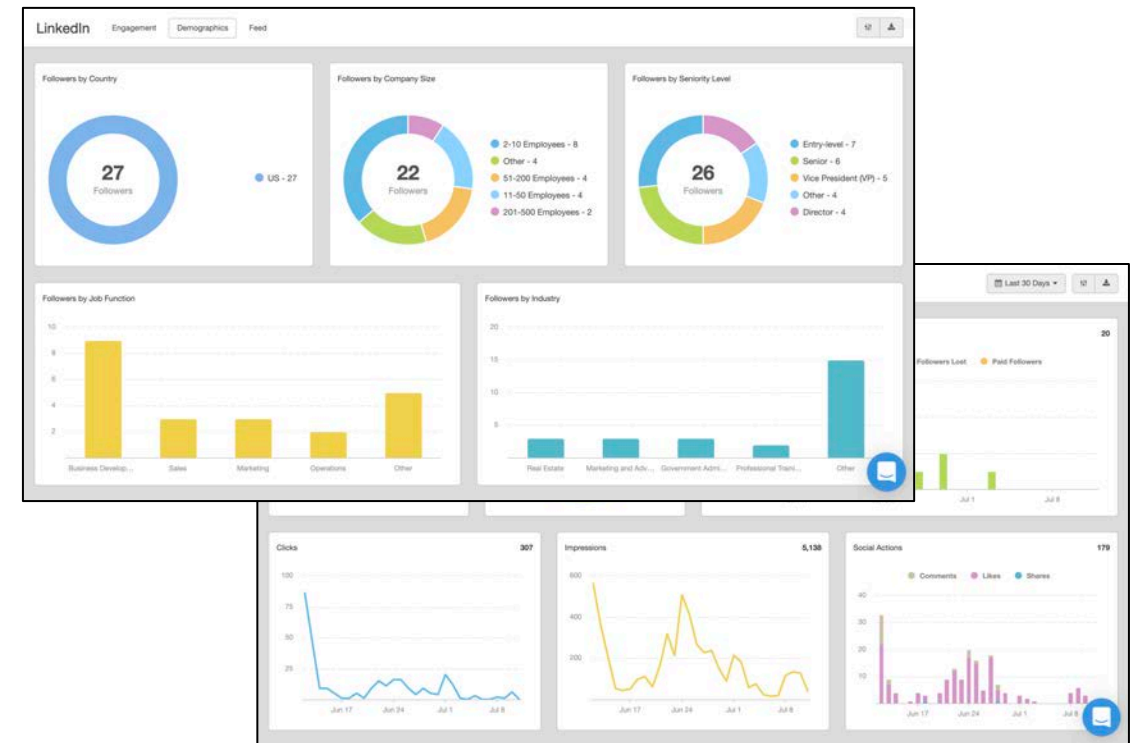 LinkedIn Engagement Demographics Feed
Followers by Country
27
Followers
US - 27
Followers by Company Size
22
Followers
2-10 Employees - 8
Other - 4
51-200 Employees - 4
11-50 Employees - 4
201-500 Employees - 2
Followers by Seniority Level
26
Followers
Entry-level - 7
Senior - 6
Vice President (VP) - 5
Other - 4
Director - 4
Followers by Job Function
10
8
6
4
2
Business Develop... Sales Marketing Operations Other
Followers by Industry
20
15
10
5
Real Estate Marketing and Adv... Government Admi... Professional Traini... Other
Last 30 Days
20
Followers Lost Paid Followers
Jul 1 Jul 8
Clicks 307
100
75
50
25
Jun 17 Jun 24 Jul 1 Jul 8
Impressions 5,138
600
400
200
Jun 17 Jun 24 Jul 1 Jul 8
Social Actions 179
Comments Likes Shares
40
30
20
10
Jun 17 Jun 24 Jul 1 Jul 8